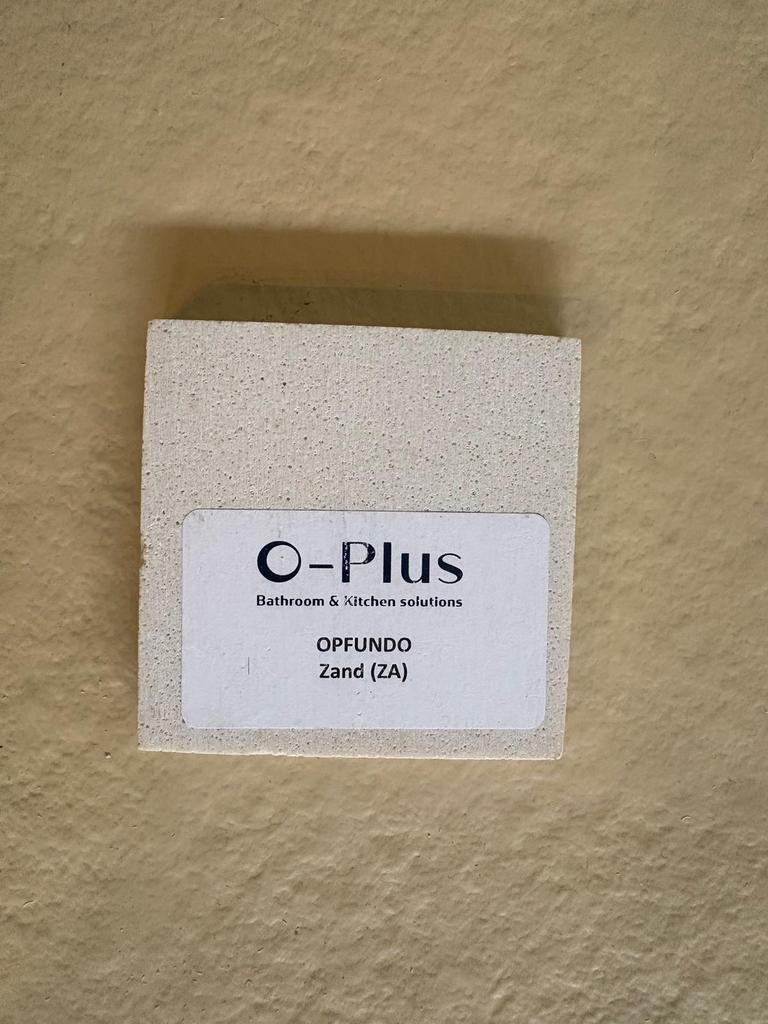 O-Plus
Bathroom & Kitchen solutions
OPFUNDO
Zand (ZA)